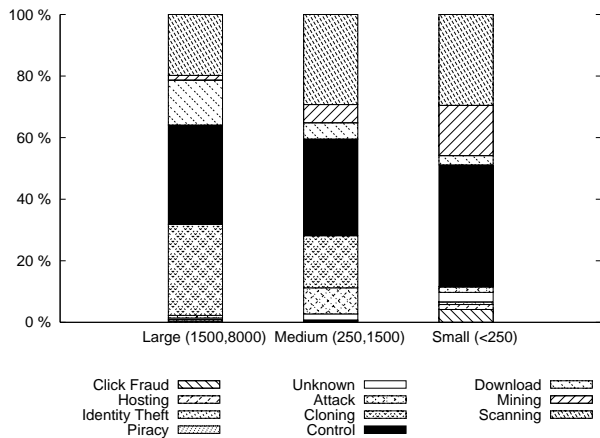 100 %
80 %
60 %
40 %
20 %
0 %
Large (1500,8000) Medium (250,1500) Small (<250)
Click Fraud Unknown Download
Hosting Attack Mining
Identity Theft Cloning Scanning
Piracy Control